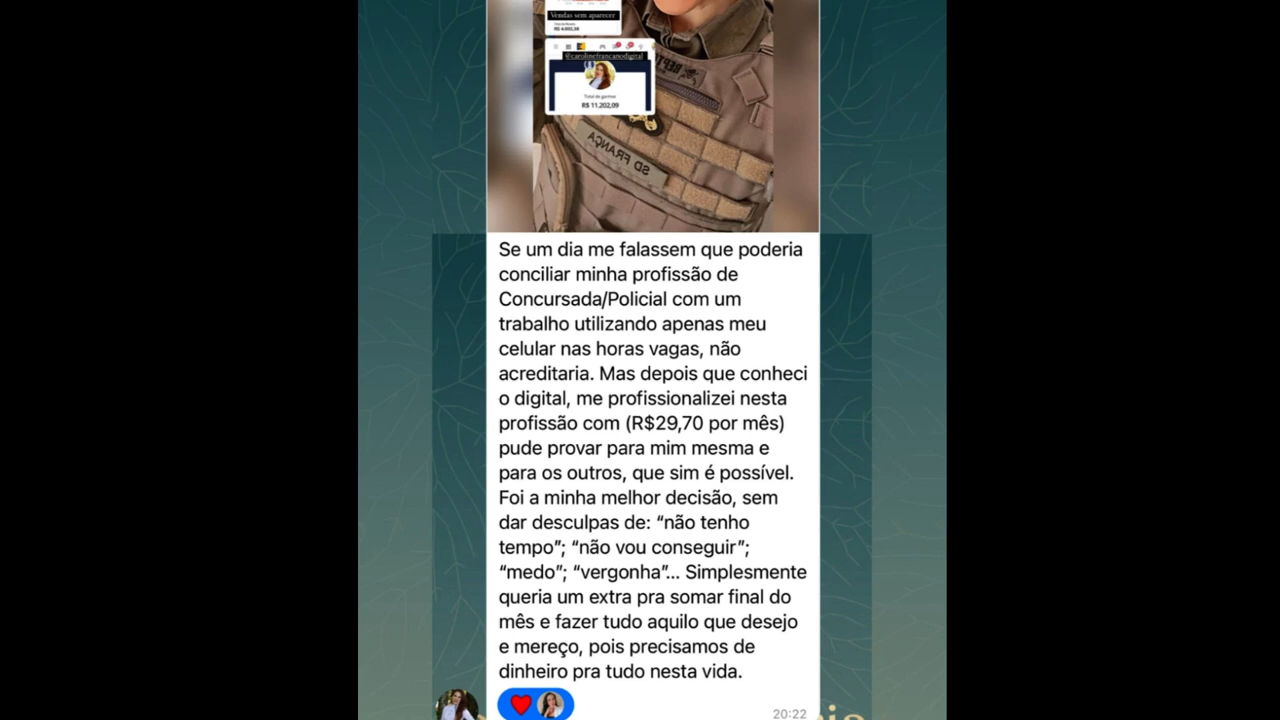 Vendas sem aparecer
R$ 4.602,28
@carolinefrancanodigital
Total de ganhos
R$ 11.202,09
SD FRANÇA
Se um dia me falassem que poderia
conciliar minha profissão de
Concursada/Policial com um
trabalho utilizando apenas meu
celular nas horas vagas, não
acreditaria. Mas depois que conheci
o digital, me profissionalizei nesta
profissão com (R$29,70 por mês)
pude provar para mim mesma e
para os outros, que sim é possível.
Foi a minha melhor decisão, sem
dar desculpas de: “não tenho
tempo”; “não vou conseguir”;
“medo”; “vergonha”... Simplesmente
queria um extra pra somar final do
mês e fazer tudo aquilo que desejo
e mereço, pois precisamos de
dinheiro pra tudo nesta vida.
20:22